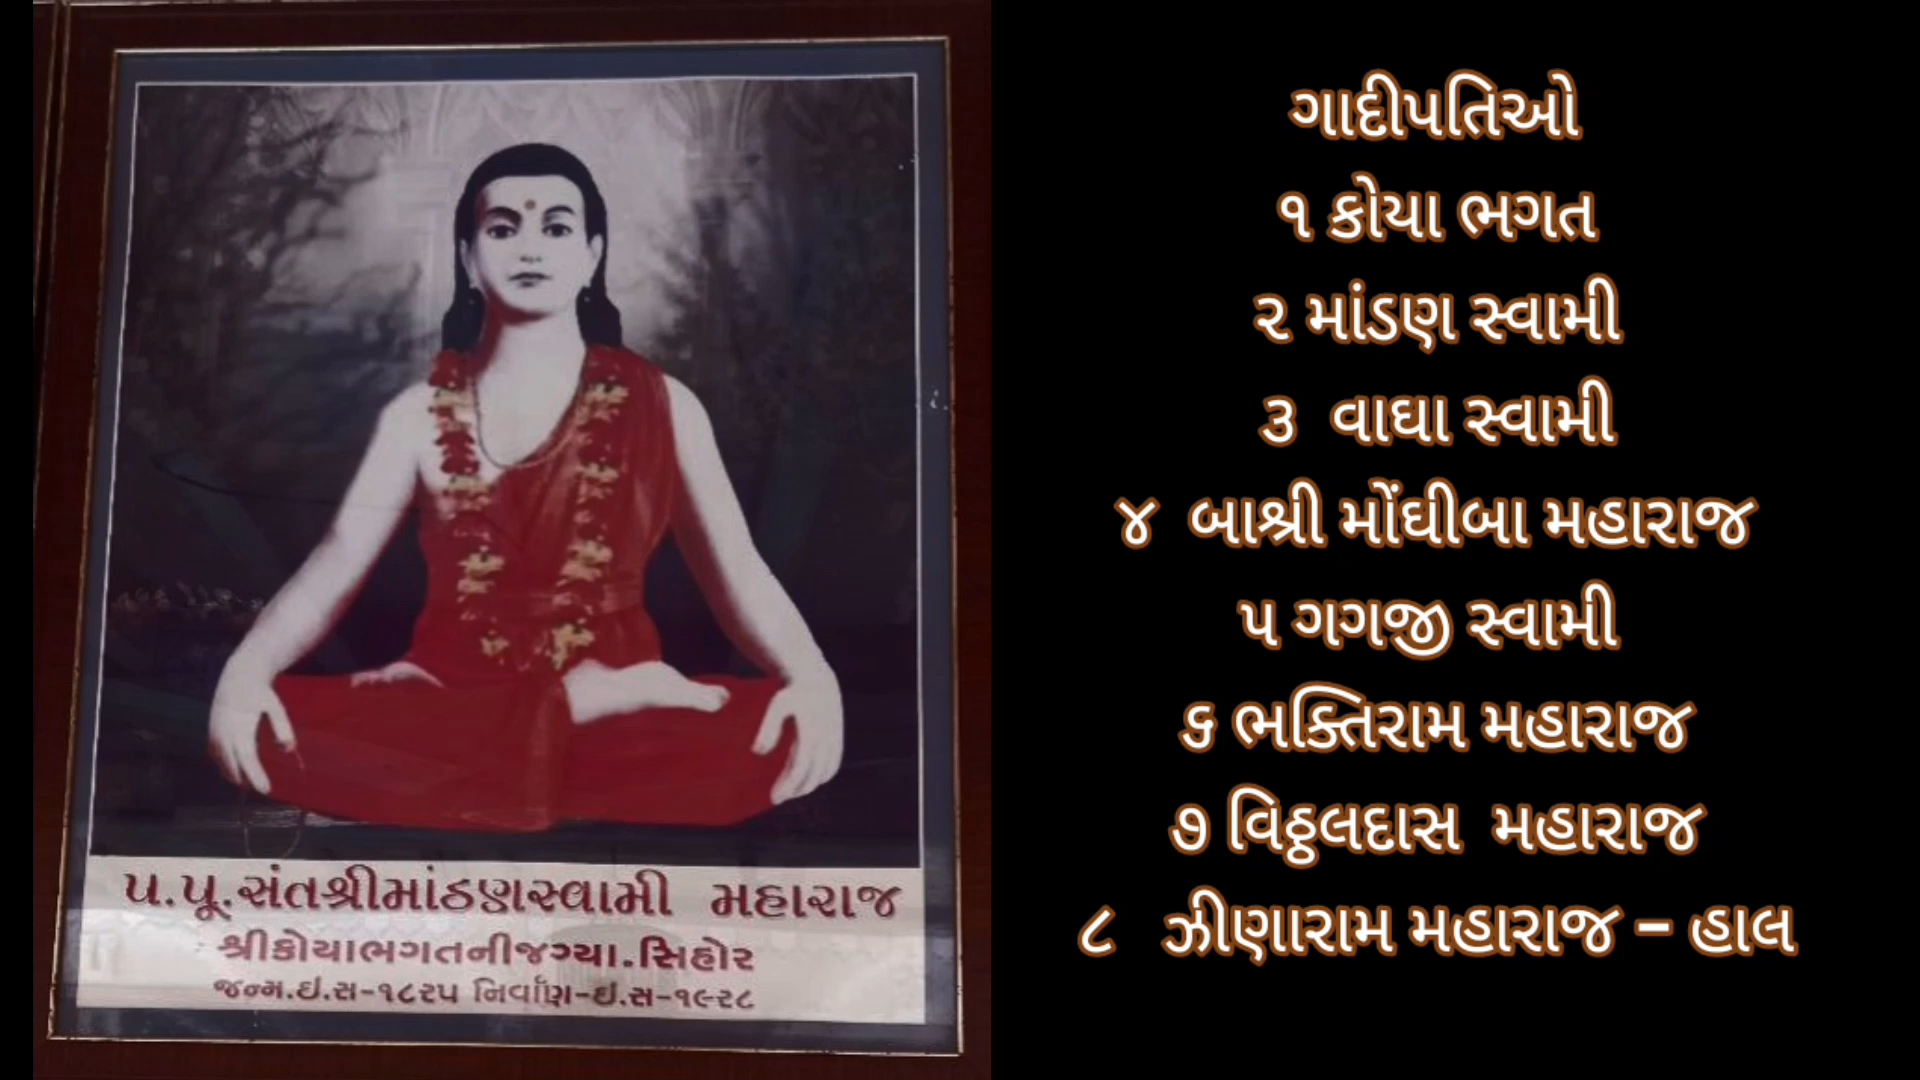 પ.પૂ.સંતશ્રીમાંડણસ્વામી મહારાજ
શ્રીકોયાભગતનીજગ્યા.સિહોર
જન્મ.ઇ.સ-૧૮૨૫ નિર્વાણ-ઇ.સ-૧૯૨૮
ગાદીપતિઓ
૧ કોયા ભગત
૨ માંડણ સ્વામી
૩ વાઘા સ્વામી
૪ બાશ્રી મોંઘીબા મહારાજ
૫ ગગજી સ્વામી
૬ ભક્તિરામ મહારાજ
૭ વિઠ્ઠલદાસ મહારાજ
૮ ઝીણારામ મહારાજ – હાલ